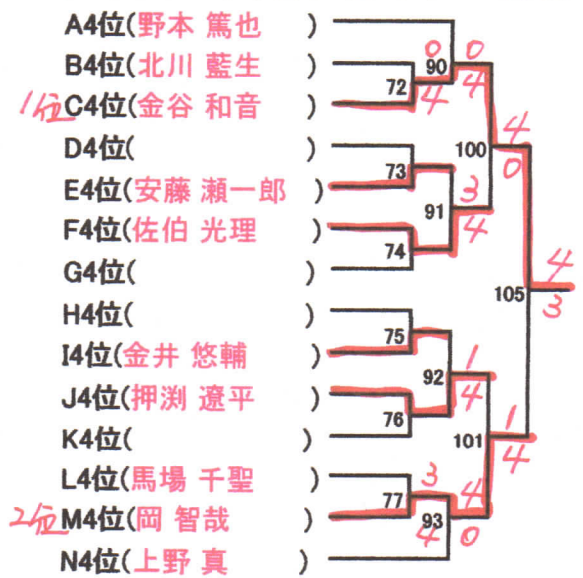 A4位(野本 篤也 )
B4位(北川 藍生 )
1位 C4位(金谷 和音 )
D4位( )
E4位(安藤 瀬一郎 )
F4位(佐伯 光理 )
G4位( )
H4位( )
I4位(金井 悠輔 )
J4位(押渕 遼平 )
K4位( )
L4位(馬場 千聖 )
2位 M4位(岡 智哉 )
N4位(上野 真 )
72
4
0
90
0
4
73
74
91
3
4
100
4
0
75
76
92
1
4
77
3
4
93
4
0
101
1
4
105
4
3